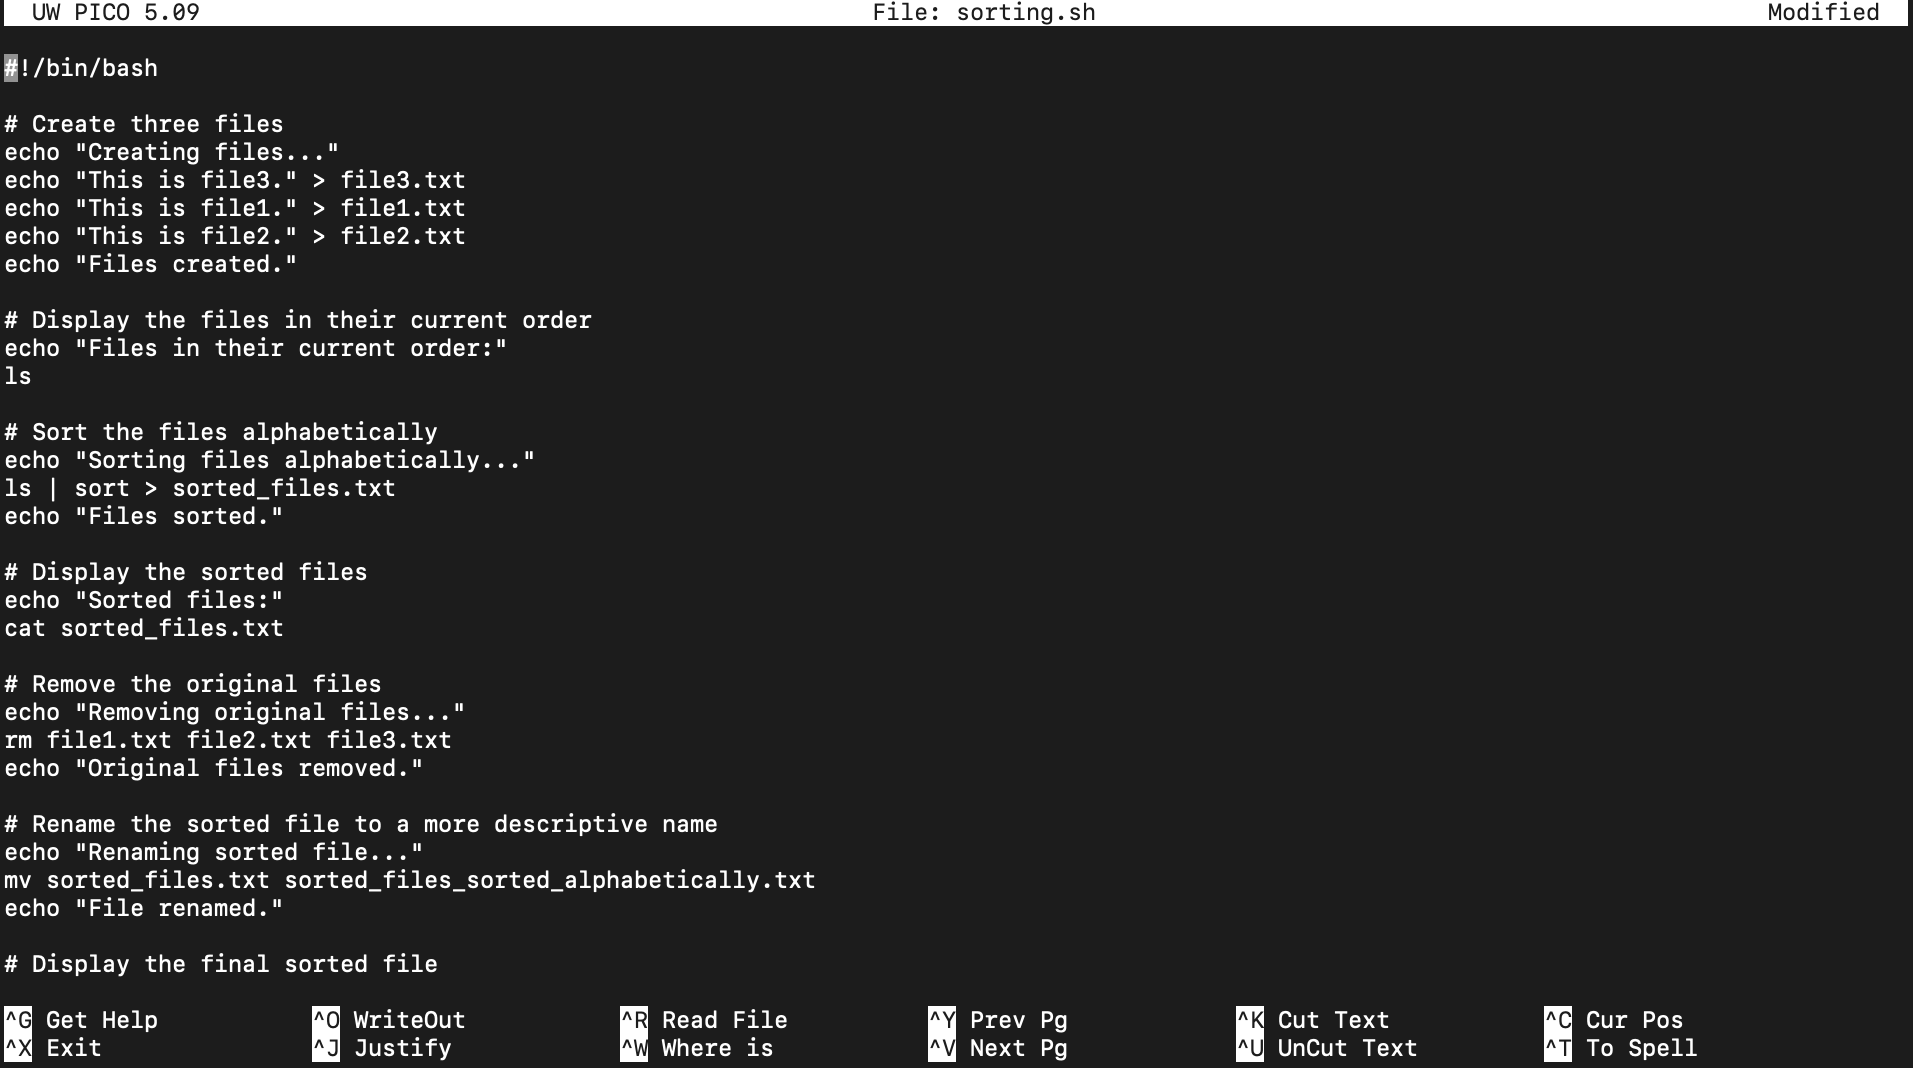 UW PICO 5.09 File: sorting.sh Modified
#!/bin/bash
# Create three files
echo "Creating files..."
echo "This is file3." > file3.txt
echo "This is file1." > file1.txt
echo "This is file2." > file2.txt
echo "Files created."
# Display the files in their current order
echo "Files in their current order:"
ls
# Sort the files alphabetically
echo "Sorting files alphabetically..."
ls | sort > sorted_files.txt
echo "Files sorted."
# Display the sorted files
echo "Sorted files:"
cat sorted_files.txt
# Remove the original files
echo "Removing original files..."
rm file1.txt file2.txt file3.txt
echo "Original files removed."
# Rename the sorted file to a more descriptive name
echo "Renaming sorted file..."
mv sorted_files.txt sorted_files_sorted_alphabetically.txt
echo "File renamed."
# Display the final sorted file
^G Get Help ^O WriteOut ^R Read File ^Y Prev Pg ^K Cut Text ^C Cur Pos
^X Exit ^J Justify ^W Where is ^V Next Pg ^U UnCut Text ^T To Spell